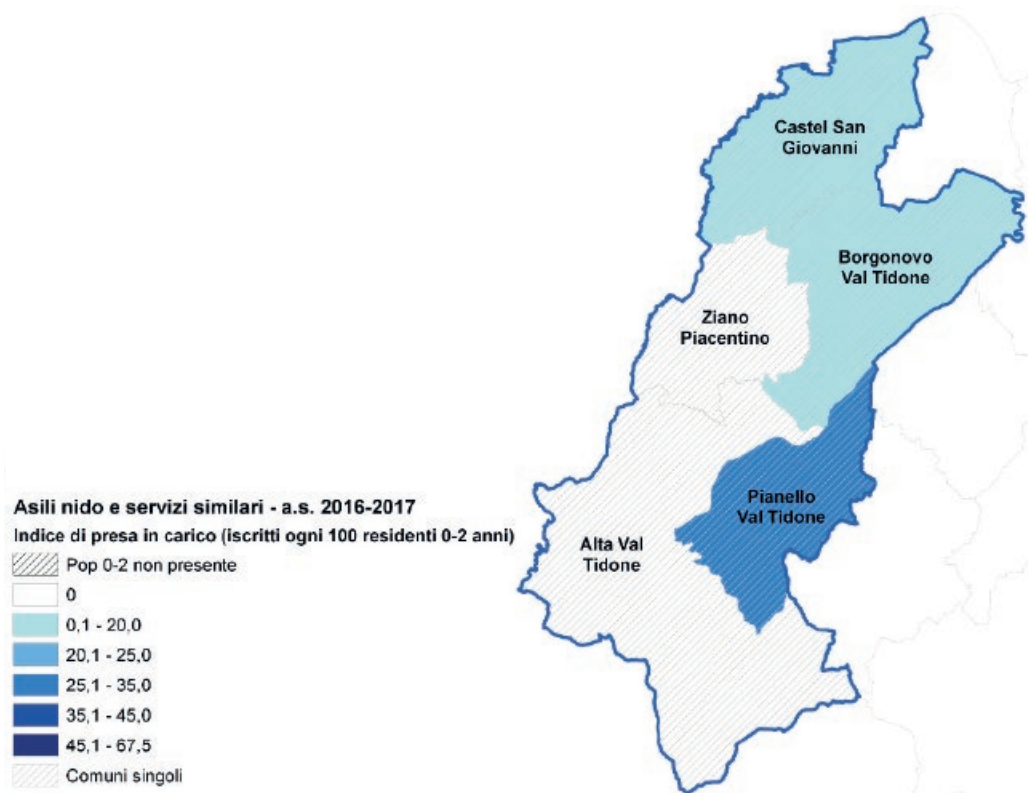 Castel San
Giovanni
Borgonovo
Val Tidone
Ziano
Piacentino
Pianello
Val Tidone
Alta Val
Tidone
Asili nido e servizi similari - a.s. 2016-2017
Indice di presa in carico (iscritti ogni 100 residenti 0-2 anni)
Pop 0-2 non presente
0
0,1 - 20,0
20,1 - 25,0
25,1 - 35,0
35,1 - 45,0
45,1 - 67,5
Comuni singoli